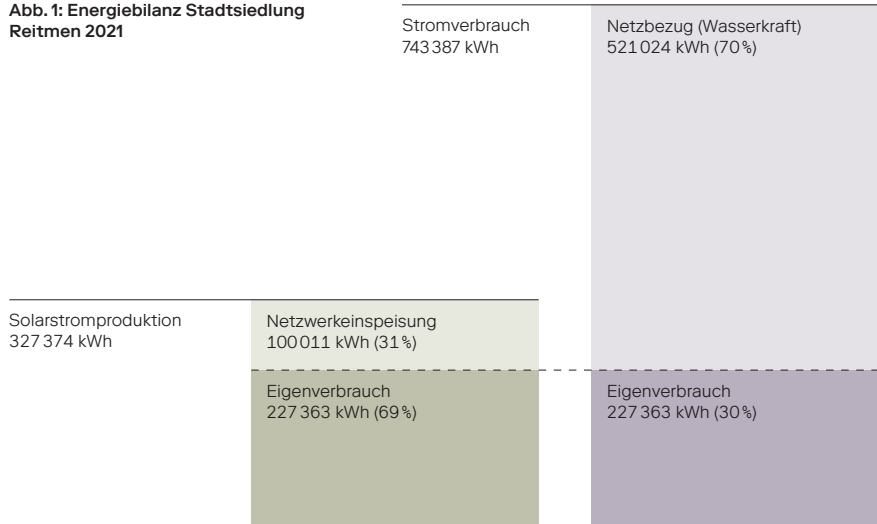 Abb. 1: Energiebilanz Stadtsiedlung
Reitmen 2021
Stromverbrauch
743 387 kWh
Netzbezug (Wasserkraft)
521 024 kWh (70 %)
Solarstromproduktion
327 374 kWh
Netzwerkeinspeisung
100 011 kWh (31 %)
Eigenverbrauch
227 363 kWh (69 %)
Eigenverbrauch
227 363 kWh (30 %)